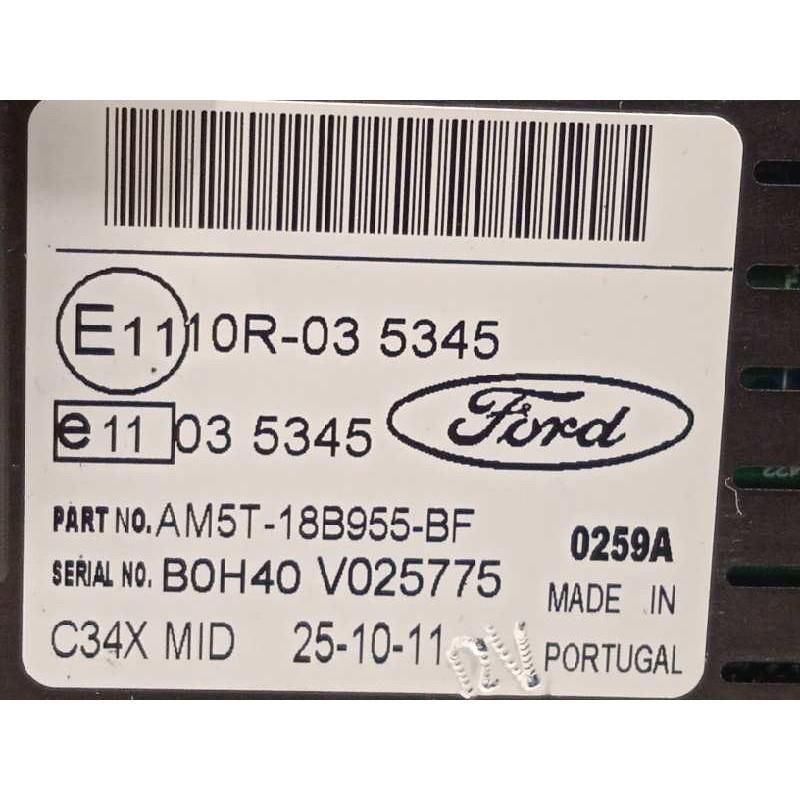 E11 10R-03 5345
e11 03 5345
Ford
PART NO. AM5T-18B955-BF
0259A
SERIAL NO. B0H40 V025775
MADE IN
C34X MID 25-10-11
PORTUGAL